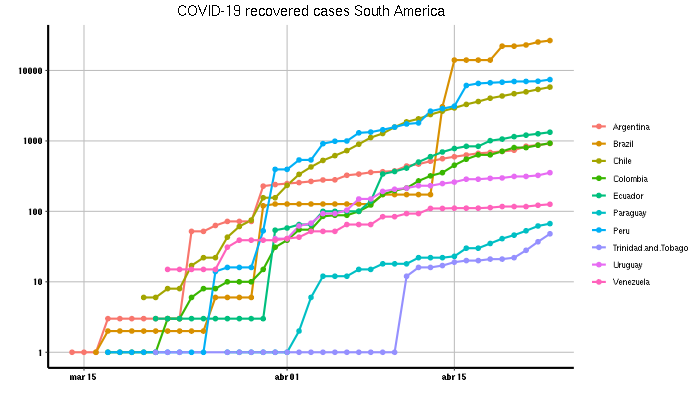 COVID-19 recovered cases South America
10000
1000
100
10
1
mar 15
abr 01
abr 15
Argentina
Brazil
Chile
Colombia
Ecuador
Paraguay
Peru
Trinidad.and.Tobago
Uruguay
Venezuela